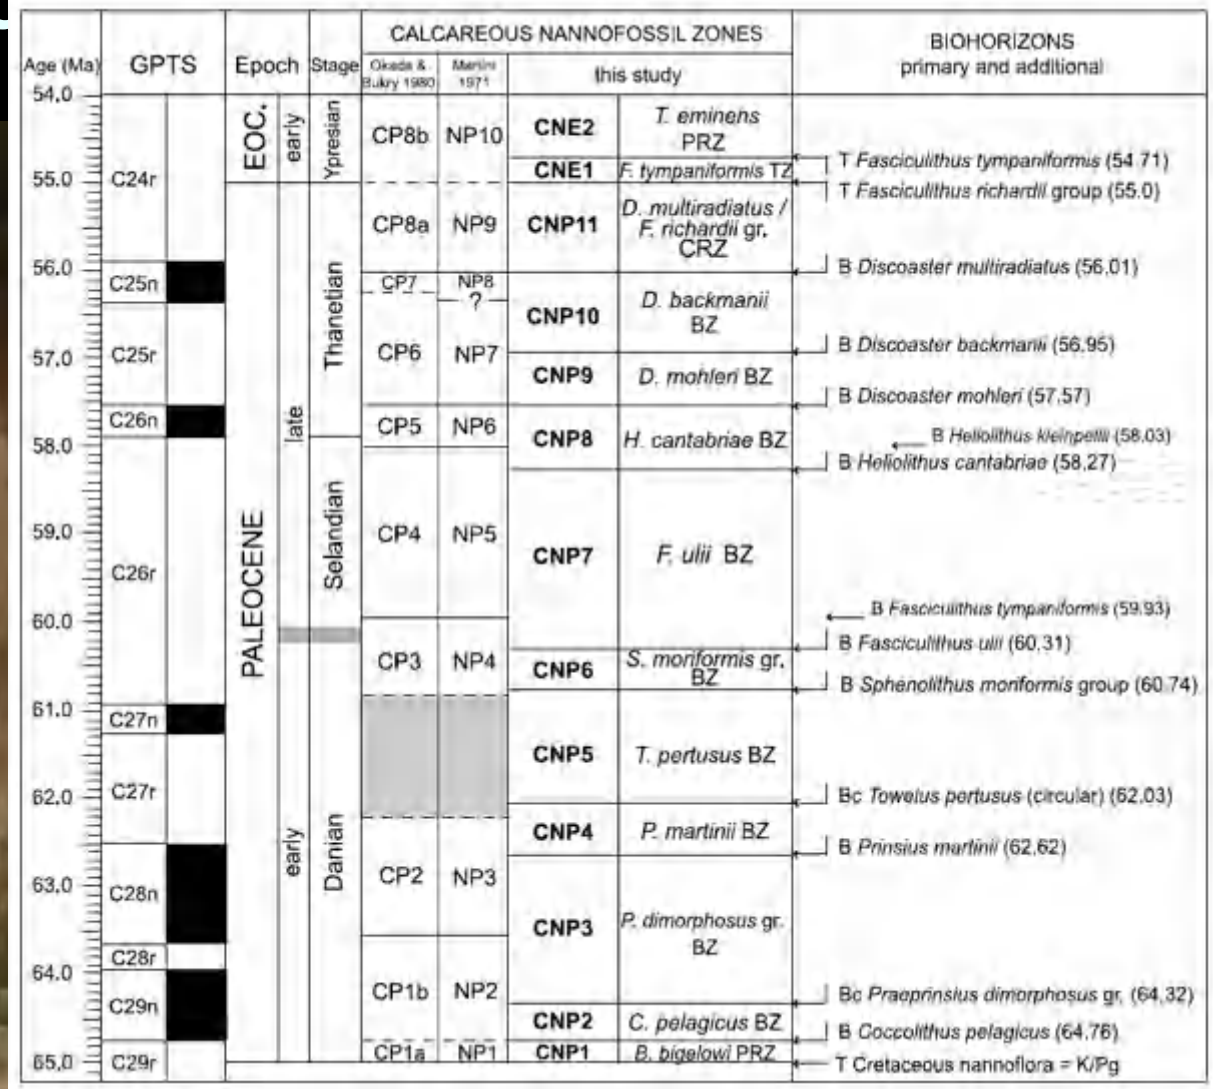 CALCAREOUS NANNOFOSSIL ZONES
BIOHORIZONS
primary and additional
Age (Ma)
GPTS
Epoch
Stage
Okada &
Bukry 1980
Martini
1971
this study
54.0
55.0
56.0
57.0
58.0
59.0
60.0
61.0
62.0
63.0
64.0
65.0
C24r
C25n
C25r
C26n
C26r
C27n
C27r
C28n
C28r
C29n
C29r
EOC.
PALEOCENE
early
late
early
Ypresian
Thanetian
Selandian
Danian
CP8b
CP8a
CP7
CP6
CP5
CP4
CP3
CP2
CP1b
CP1a
NP10
NP9
NP8
?
NP7
NP6
NP5
NP4
NP3
NP2
NP1
CNE2
CNE1
CNP11
CNP10
CNP9
CNP8
CNP7
CNP6
CNP5
CNP4
CNP3
CNP2
CNP1
T. eminens
PRZ
F. tympaniformis TZ
D. multiradiatus /
F. richardii gr.
CRZ
D. backmanii
BZ
D. mohleri BZ
H. cantabriae BZ
F. ulii BZ
S. moriformis gr.
BZ
T. pertusus BZ
P. martinii BZ
P. dimorphosus gr.
BZ
C. pelagicus BZ
B. bigelowi PRZ
T Fasciculithus tympaniformis (54.71)
T Fasciculithus richardii group (55.0)
B Discoaster multiradiatus (56.01)
B Discoaster backmanii (56.95)
B Discoaster mohleri (57.57)
B Heliolithus kleinpellii (58.03)
B Heliolithus cantabriae (58.27)
B Fasciculithus tympaniformis (59.93)
B Fasciculithus ulii (60.31)
B Sphenolithus moriformis group (60.74)
Bc Toweius pertusus (circular) (62.03)
B Prinsius martinii (62.62)
Bc Praeprinsius dimorphosus gr. (64.32)
B Coccolithus pelagicus (64.76)
T Cretaceous nannoflora = K/Pg